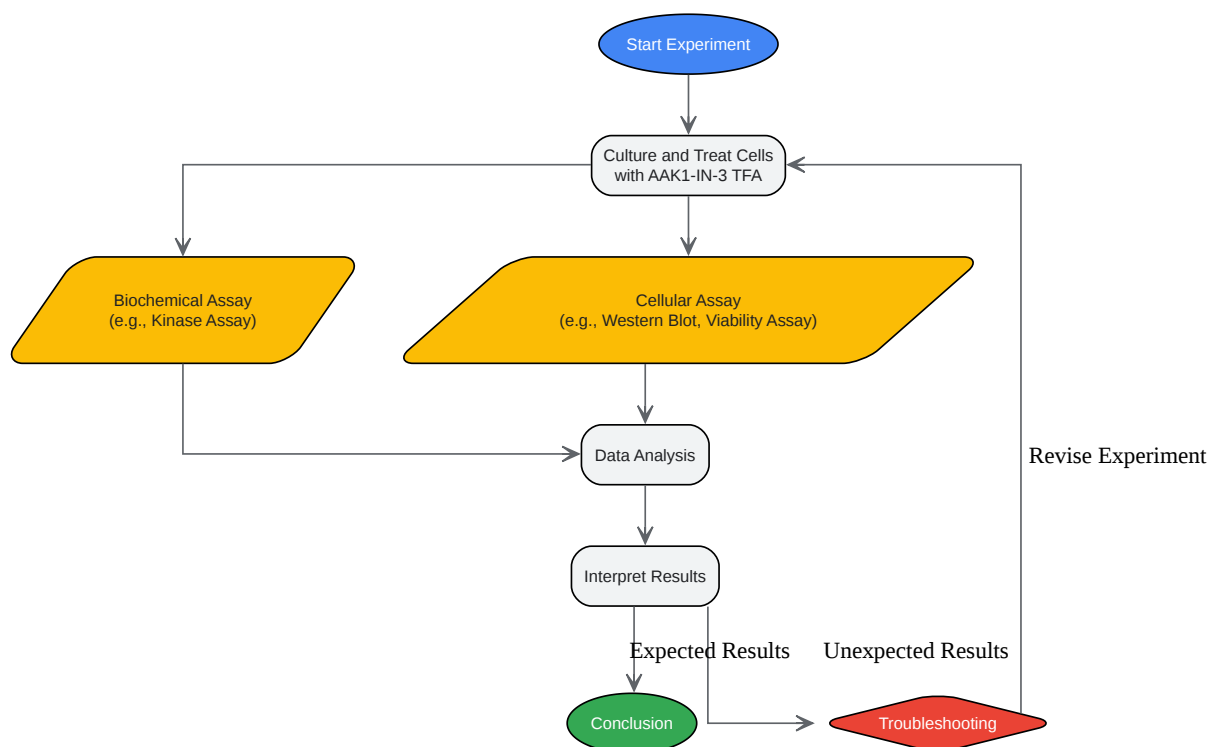 Start Experiment
Culture and Treat Cells
with AAK1-IN-3 TFA
Biochemical Assay
(e.g., Kinase Assay)
Cellular Assay
(e.g., Western Blot, Viability Assay)
Data Analysis
Revise Experiment
Interpret Results
Expected Results
Unexpected Results
Conclusion
Troubleshooting